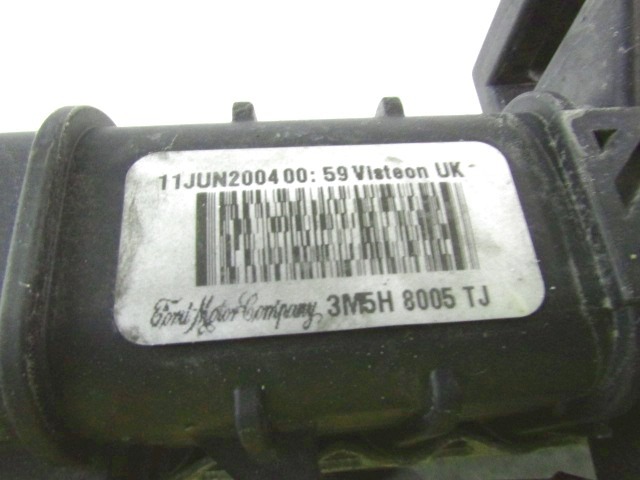 11JUN2004 00:59 Visteon UK
Ford Motor Company 3M5H 8005 TJ